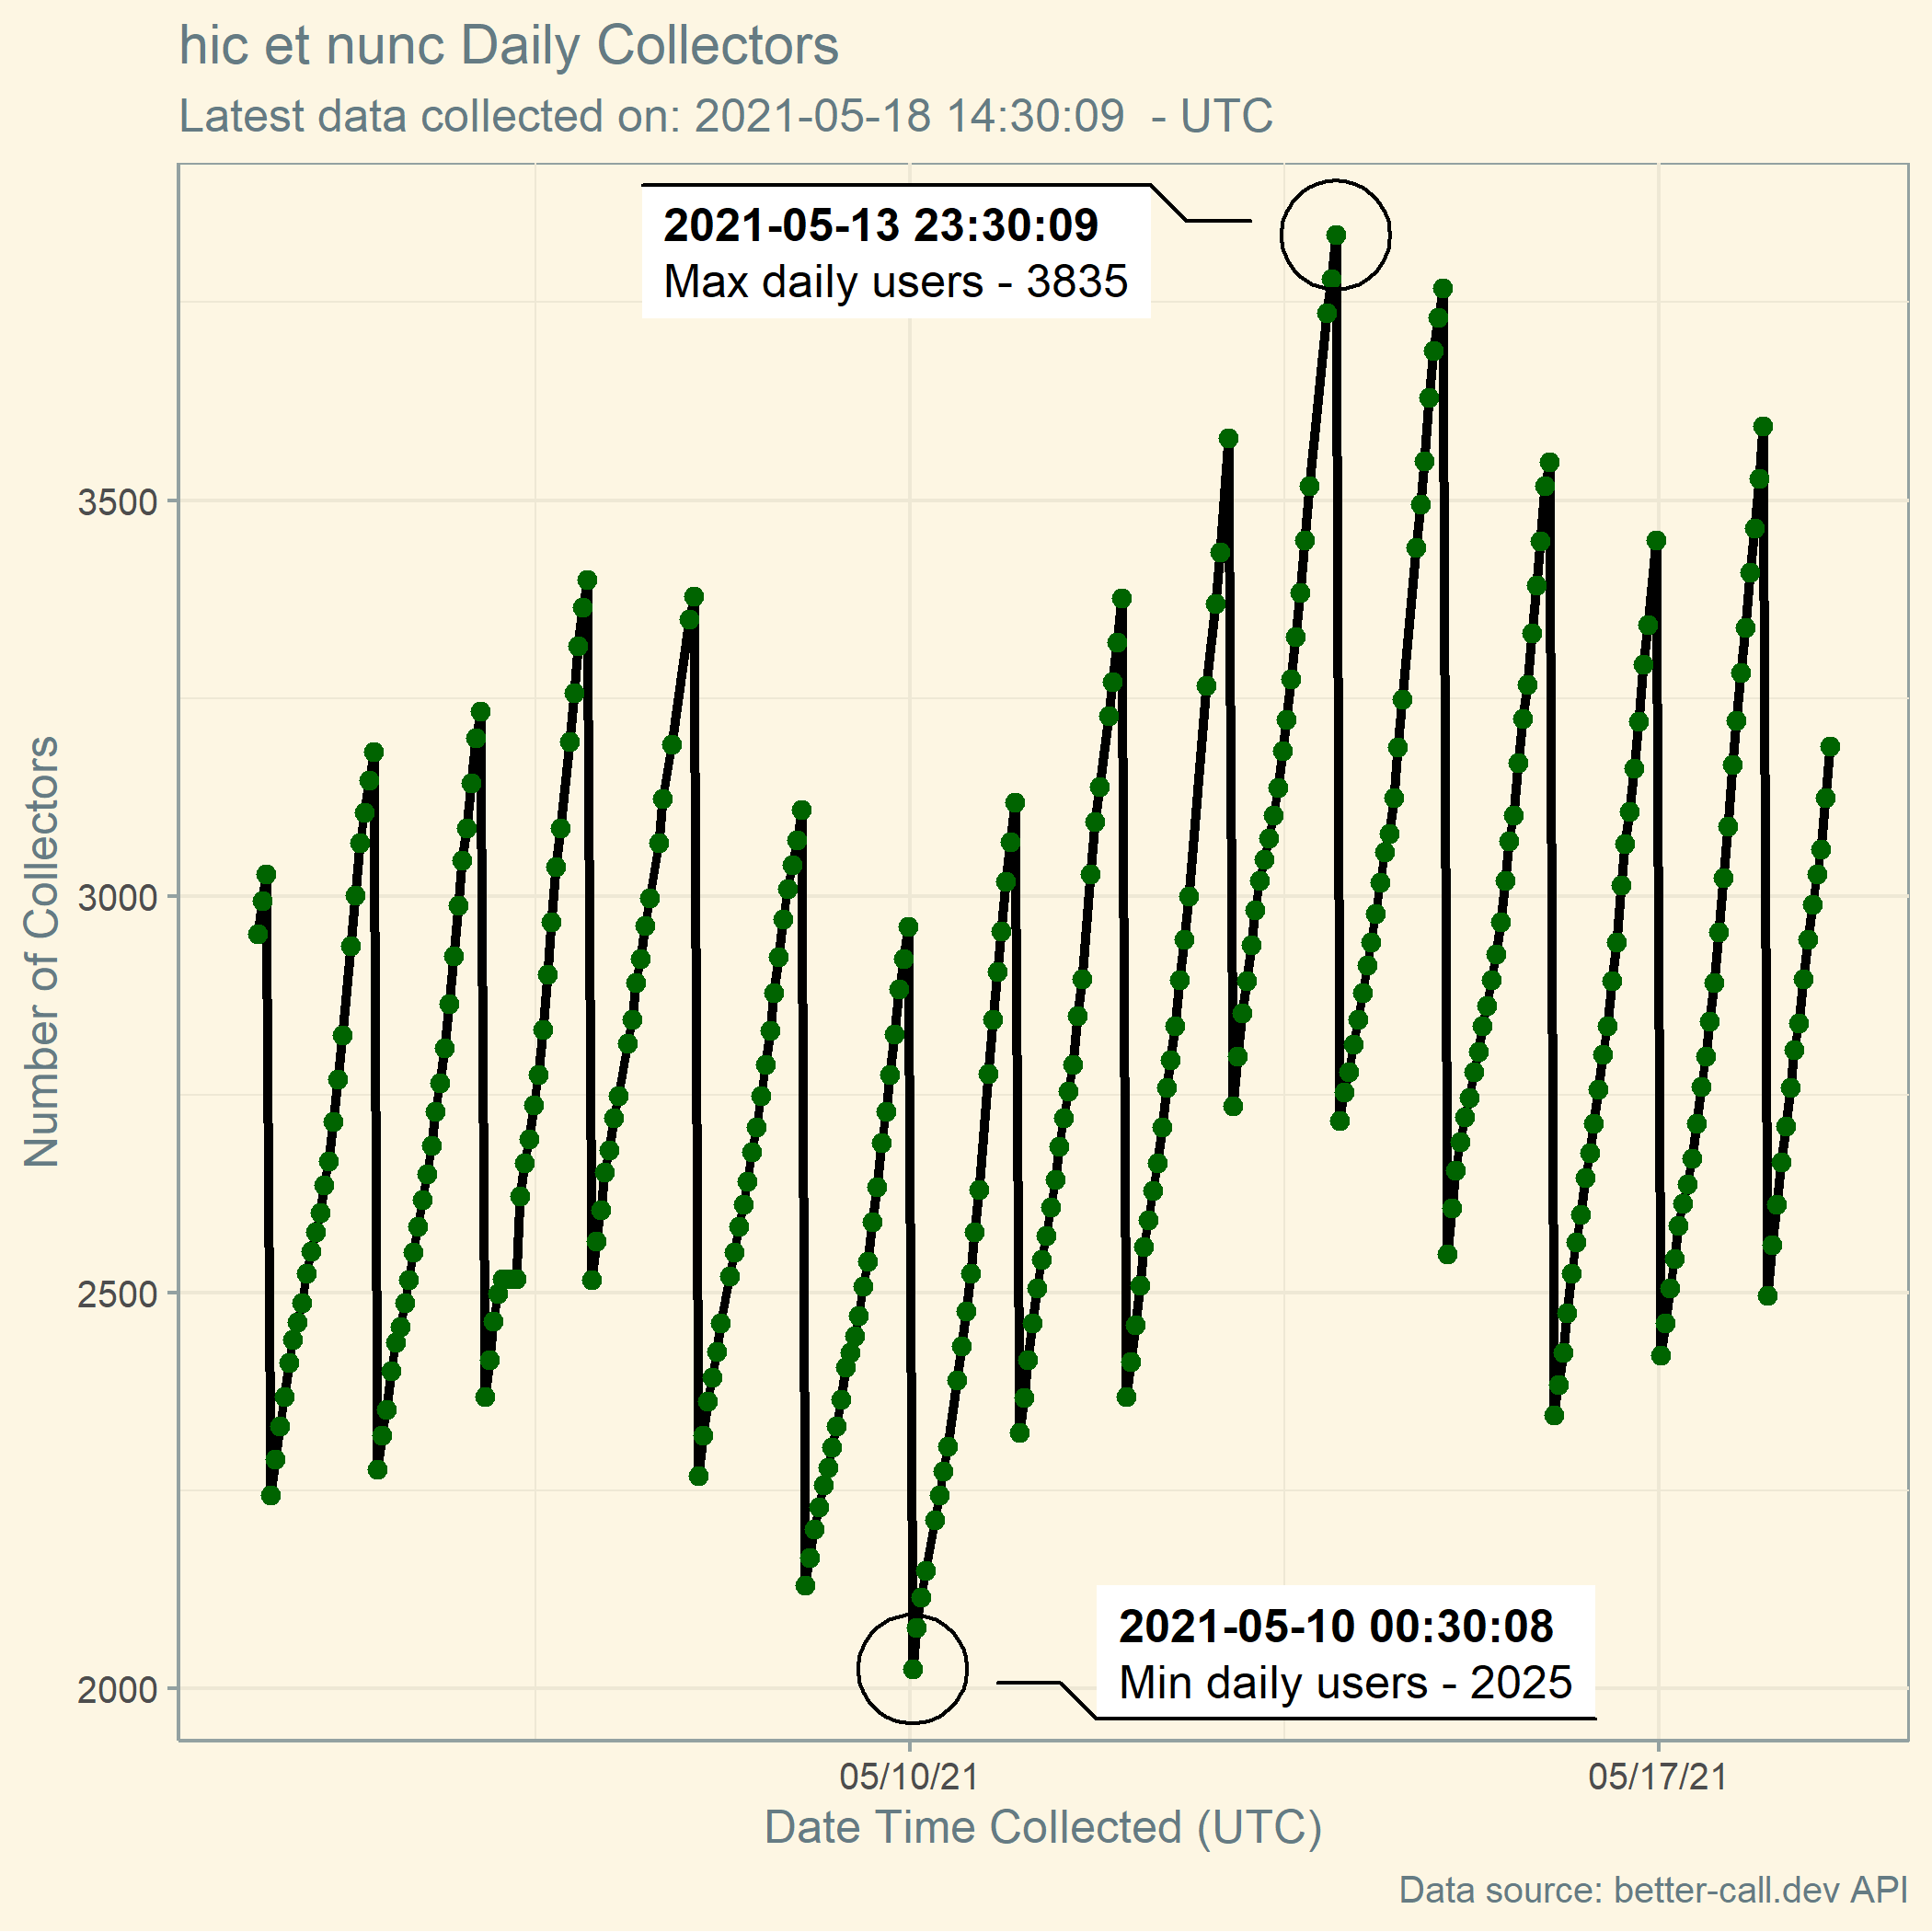 hic et nunc Daily Collectors
Latest data collected on: 2021-05-18 14:30:09  - UTC
2021-05-13 23:30:09
Max daily users - 3835
3500
3000
2500
2000
Number of Collectors
2021-05-10 00:30:08
Min daily users - 2025
05/10/21
05/17/21
Date Time Collected (UTC)
Data source: better-call.dev API